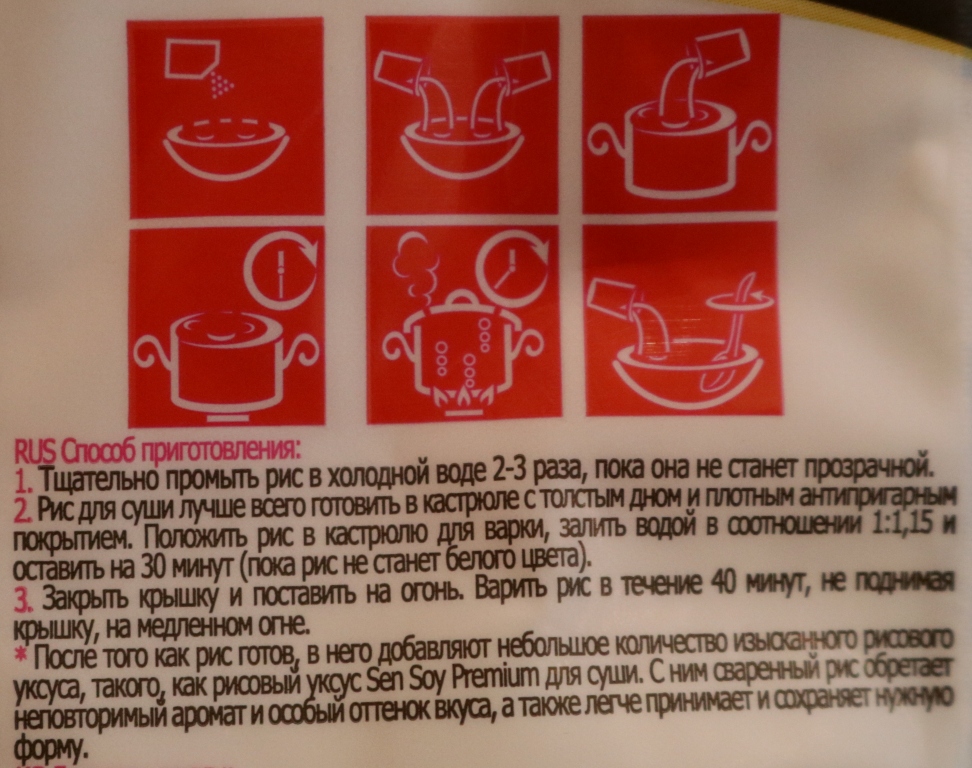 RUS Способ приготовления:
1. Тщательно промыть рис в холодной воде 2-3 раза, пока она не станет прозрачной.
2. Рис для суши лучше всего готовить в кастрюле с толстым дном и плотным антипригарным
покрытием. Положить рис в кастрюлю для варки, залить водой в соотношении 1:1,15 и
оставить на 30 минут (пока рис не станет белого цвета).
3. Закрыть крышку и поставить на огонь. Варить рис в течение 40 минут, не поднимая
крышку, на медленном огне.
* После того как рис готов, в него добавляют небольшое количество изысканного рисового
уксуса, такого, как рисовый уксус Sen Soy Premium для суши. С ним сваренный рис обретает
неповторимый аромат и особый оттенок вкуса, а также легче принимает и сохраняет нужную
форму.